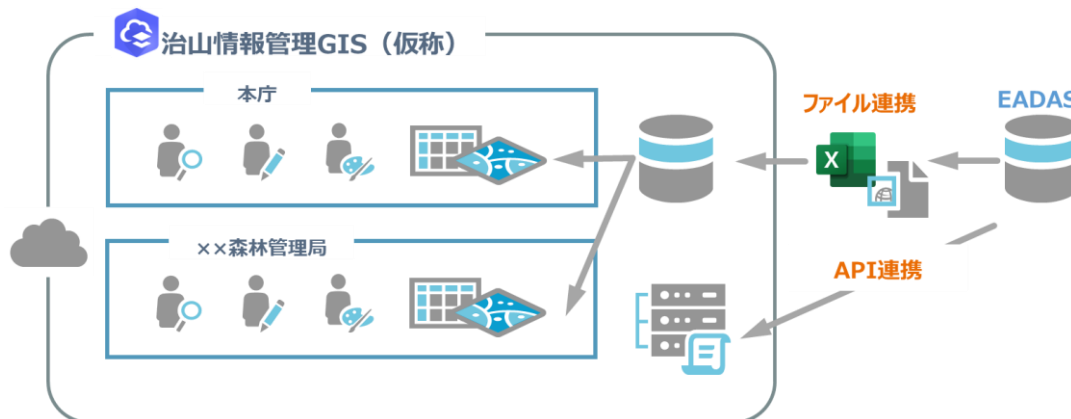 治山情報管理GIS（仮称）
本庁
ファイル連携
EADAS
X
××森林管理局
API連携